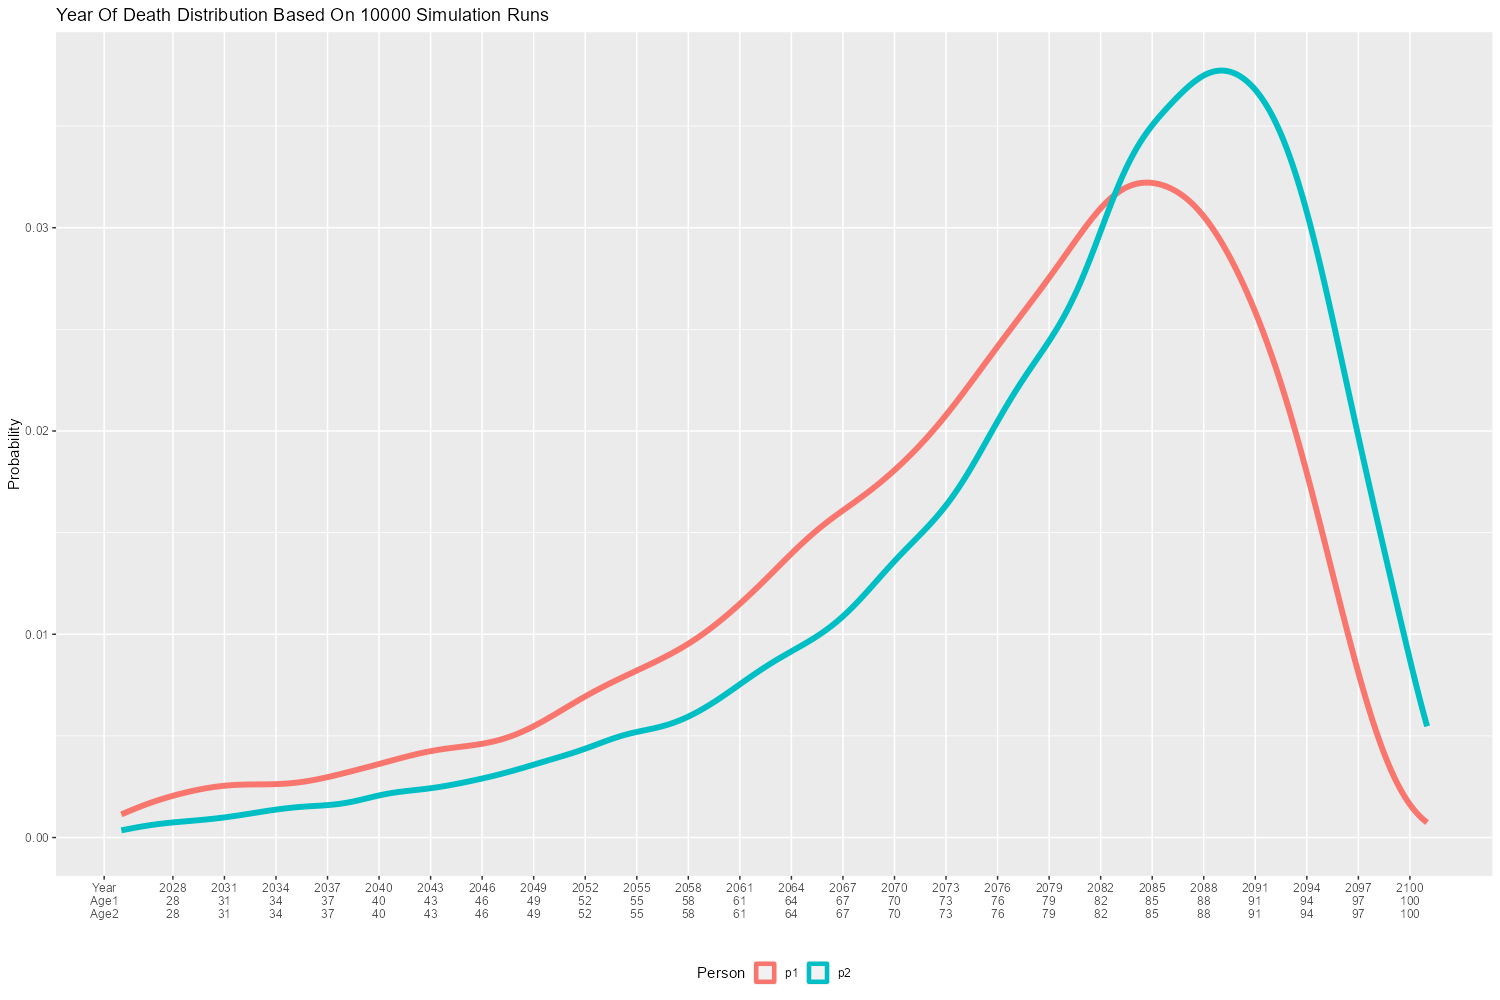 Year Of Death Distribution Based On 10000 Simulation Runs
Probability
0.03
0.02
0.01
0.00
Year 2028 2031 2034 2037 2040 2043 2046 2049 2052 2055 2058 2061 2064 2067 2070 2073 2076 2079 2082 2085 2088 2091 2094 2097 2100
Age1 28 31 34 37 40 43 46 49 52 55 58 61 64 67 70 73 76 79 82 85 88 91 94 97 100
Age2 28 31 34 37 40 43 46 49 52 55 58 61 64 67 70 73 76 79 82 85 88 91 94 97 100
Person p1 p2